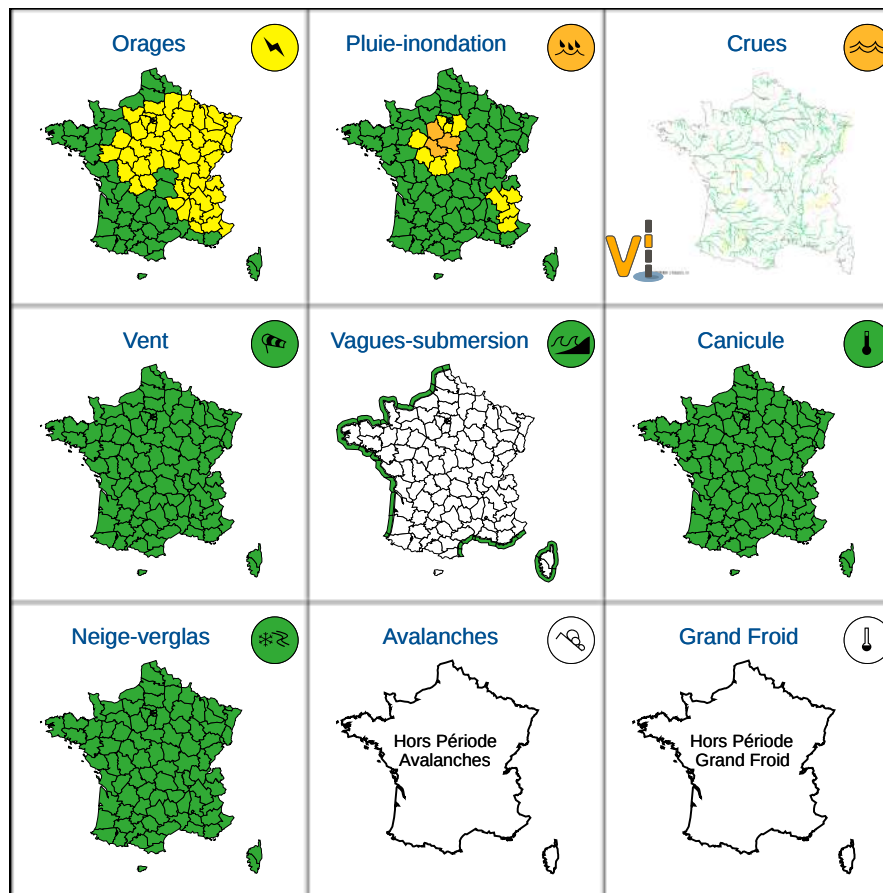 Orages
Pluie-inondation
Crues
Vi
Vent
Vagues-submersion
Canicule
Neige-verglas
Avalanches
Grand Froid
Hors Période
Avalanches
Hors Période
Grand Froid